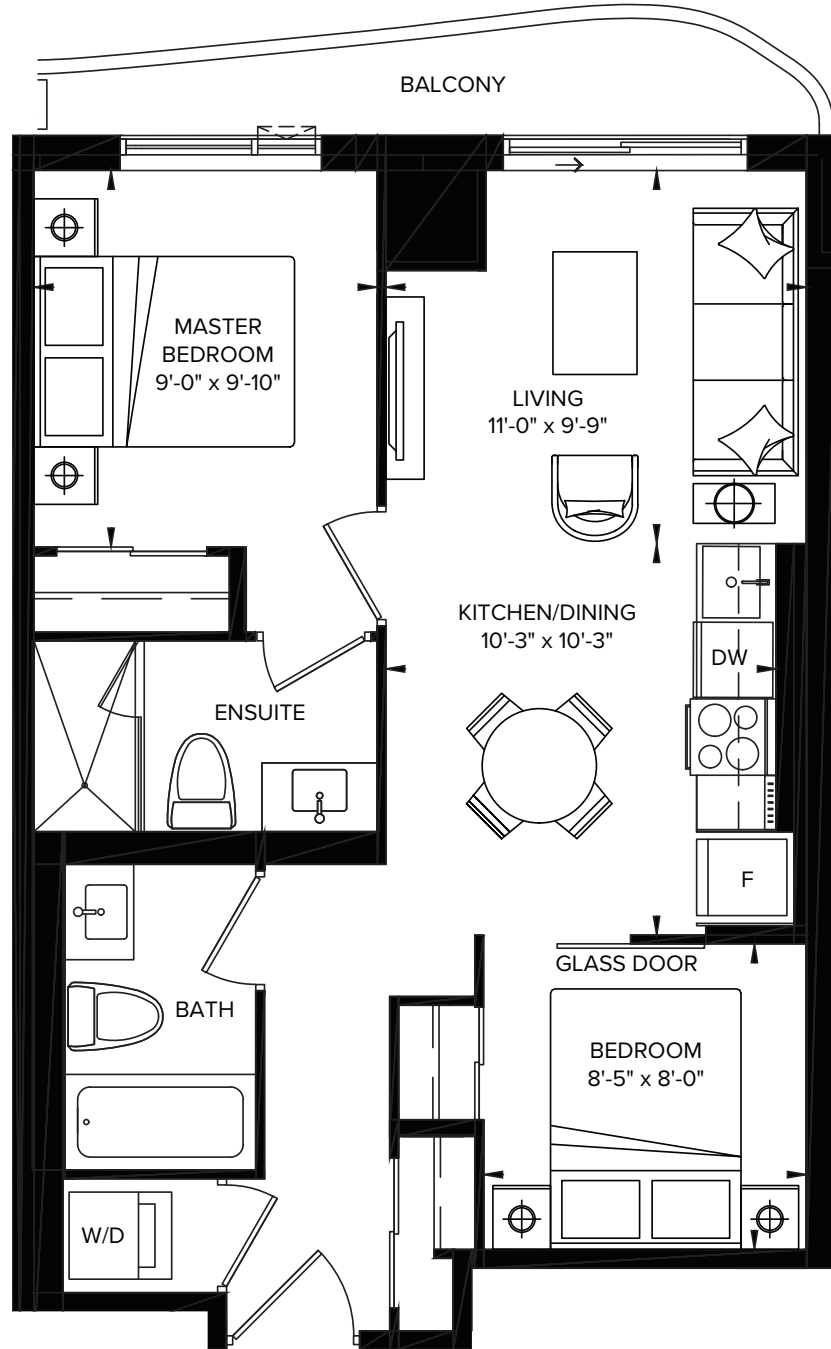 BALCONY
MASTER
BEDROOM
9'-0" x 9'-10"
LIVING
11'-0" x 9'-9"
KITCHEN/DINING
10'-3" x 10'-3"
DW
ENSUITE
F
GLASS DOOR
BATH
BEDROOM
8'-5" x 8'-0"
W/D